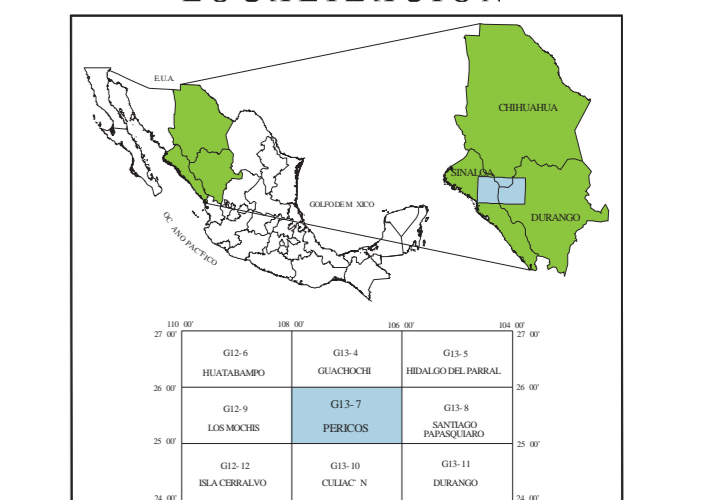 E.U.A.
CHIHUAHUA
SINALOA
DURANGO
GOLFO DE M XICO
OC ANO PAC"FICO
110 00' 108 00' 106 00' 104 00'
27 00' 27 00'
G12- 6 G13- 4 G13- 5
HUATABAMPO GUACHOCHI HIDALGO DEL PARRAL
26 00' 26 00'
G12- 9 G13- 7 G13- 8
LOS MOCHIS PERICOS SANTIAGO
PAPASQUIARO
25 00' 25 00'
G12- 12 G13- 10 G13- 11
ISLA CERRALVO CULIAC' N DURANGO
24 00' 24 00'